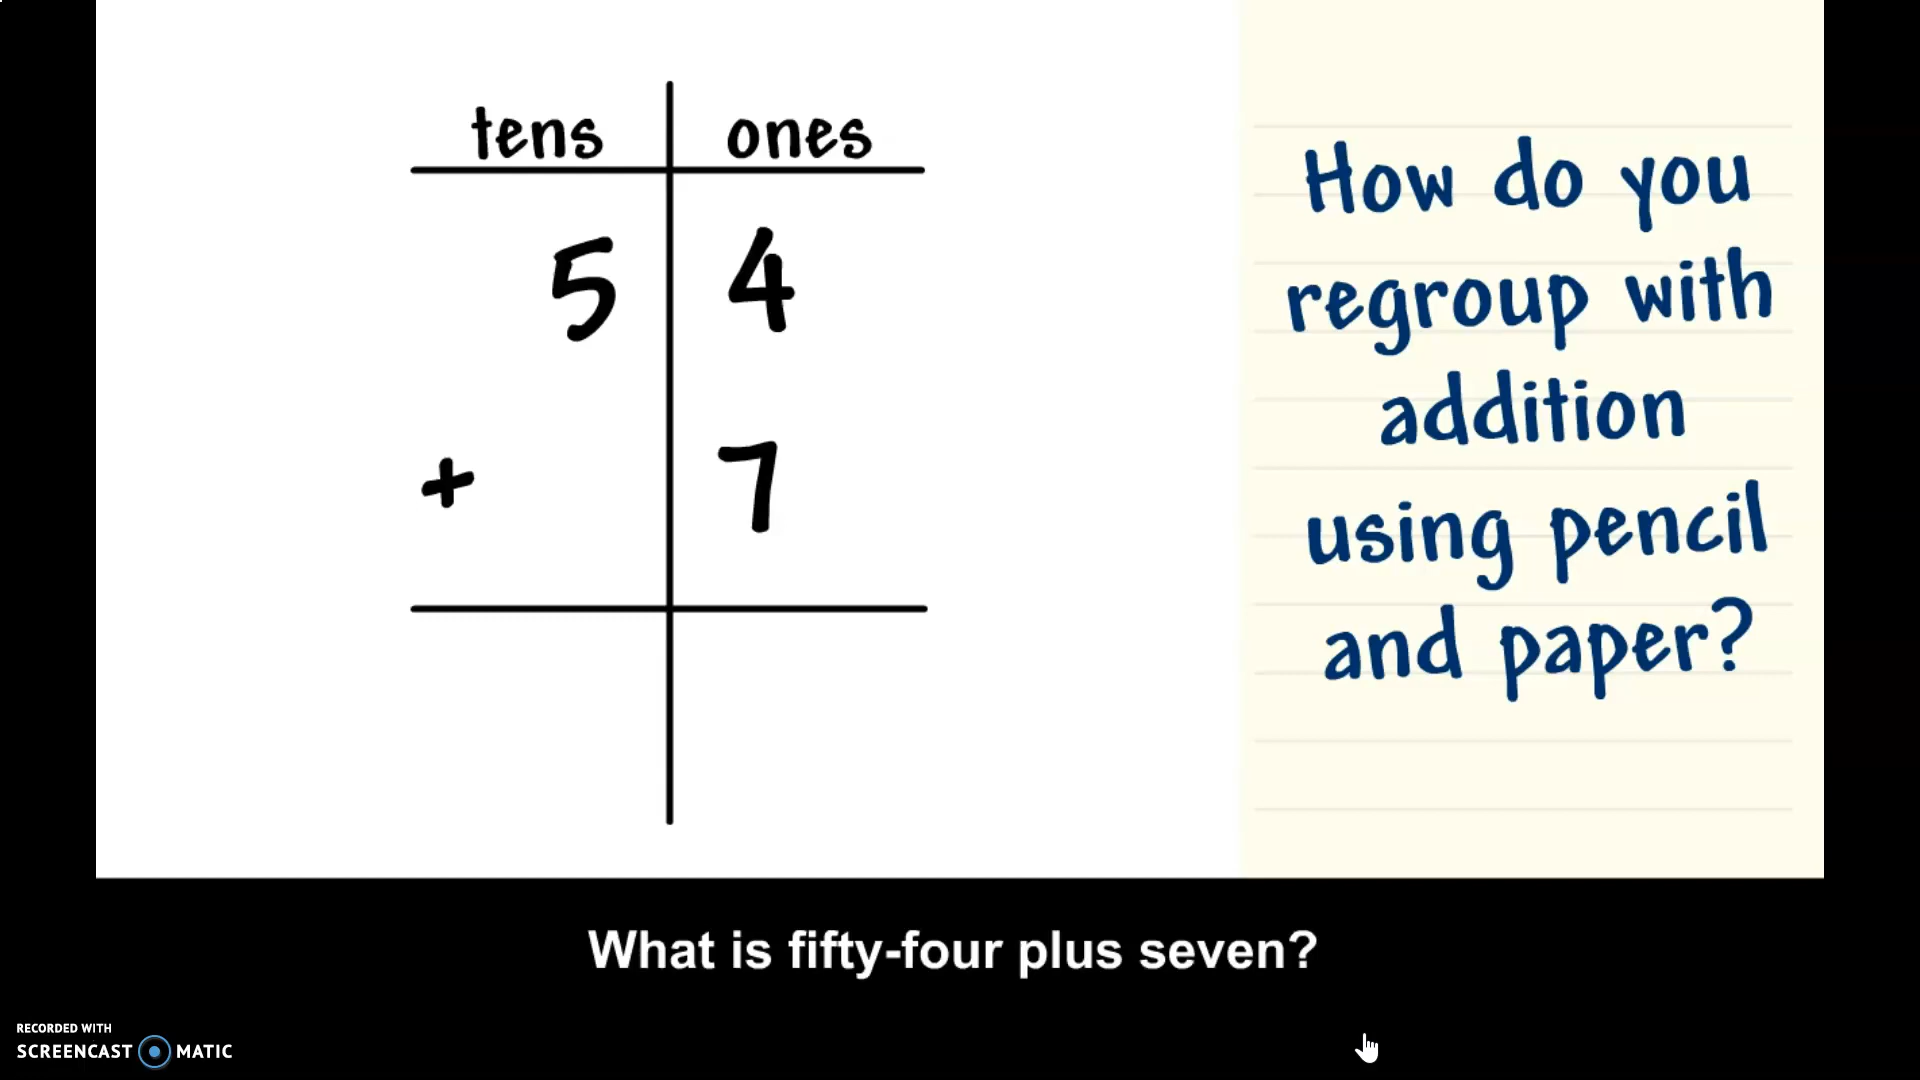 tens ones
5 4
+ 7
How do you
regroup with
addition
using pencil
and paper?
What is fifty-four plus seven?
RECORDED WITH
SCREENCAST MATIC